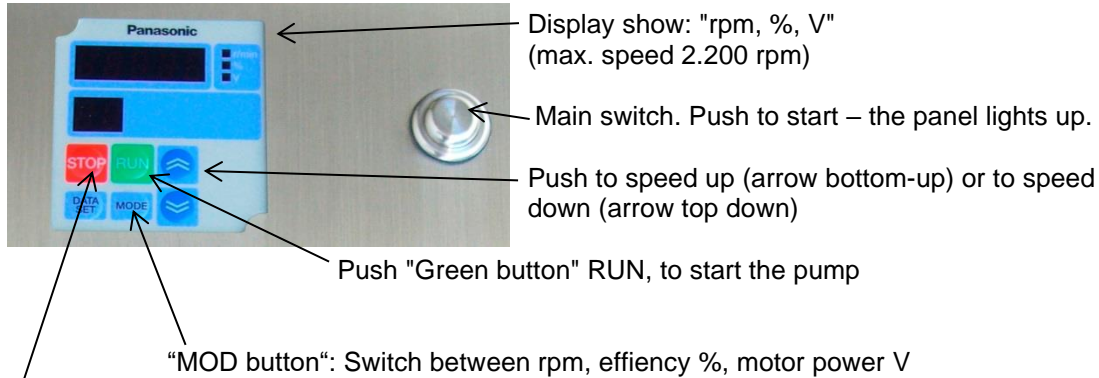 Panasonic
r/min
%
V
STOP
RUN
DATA
SET
MODE
Display show: "rpm, %, V"
(max. speed 2.200 rpm)
Main switch. Push to start – the panel lights up.
Push to speed up (arrow bottom-up) or to speed
down (arrow top down)
Push "Green button" RUN, to start the pump
“MOD button“: Switch between rpm, effiency %, motor power V